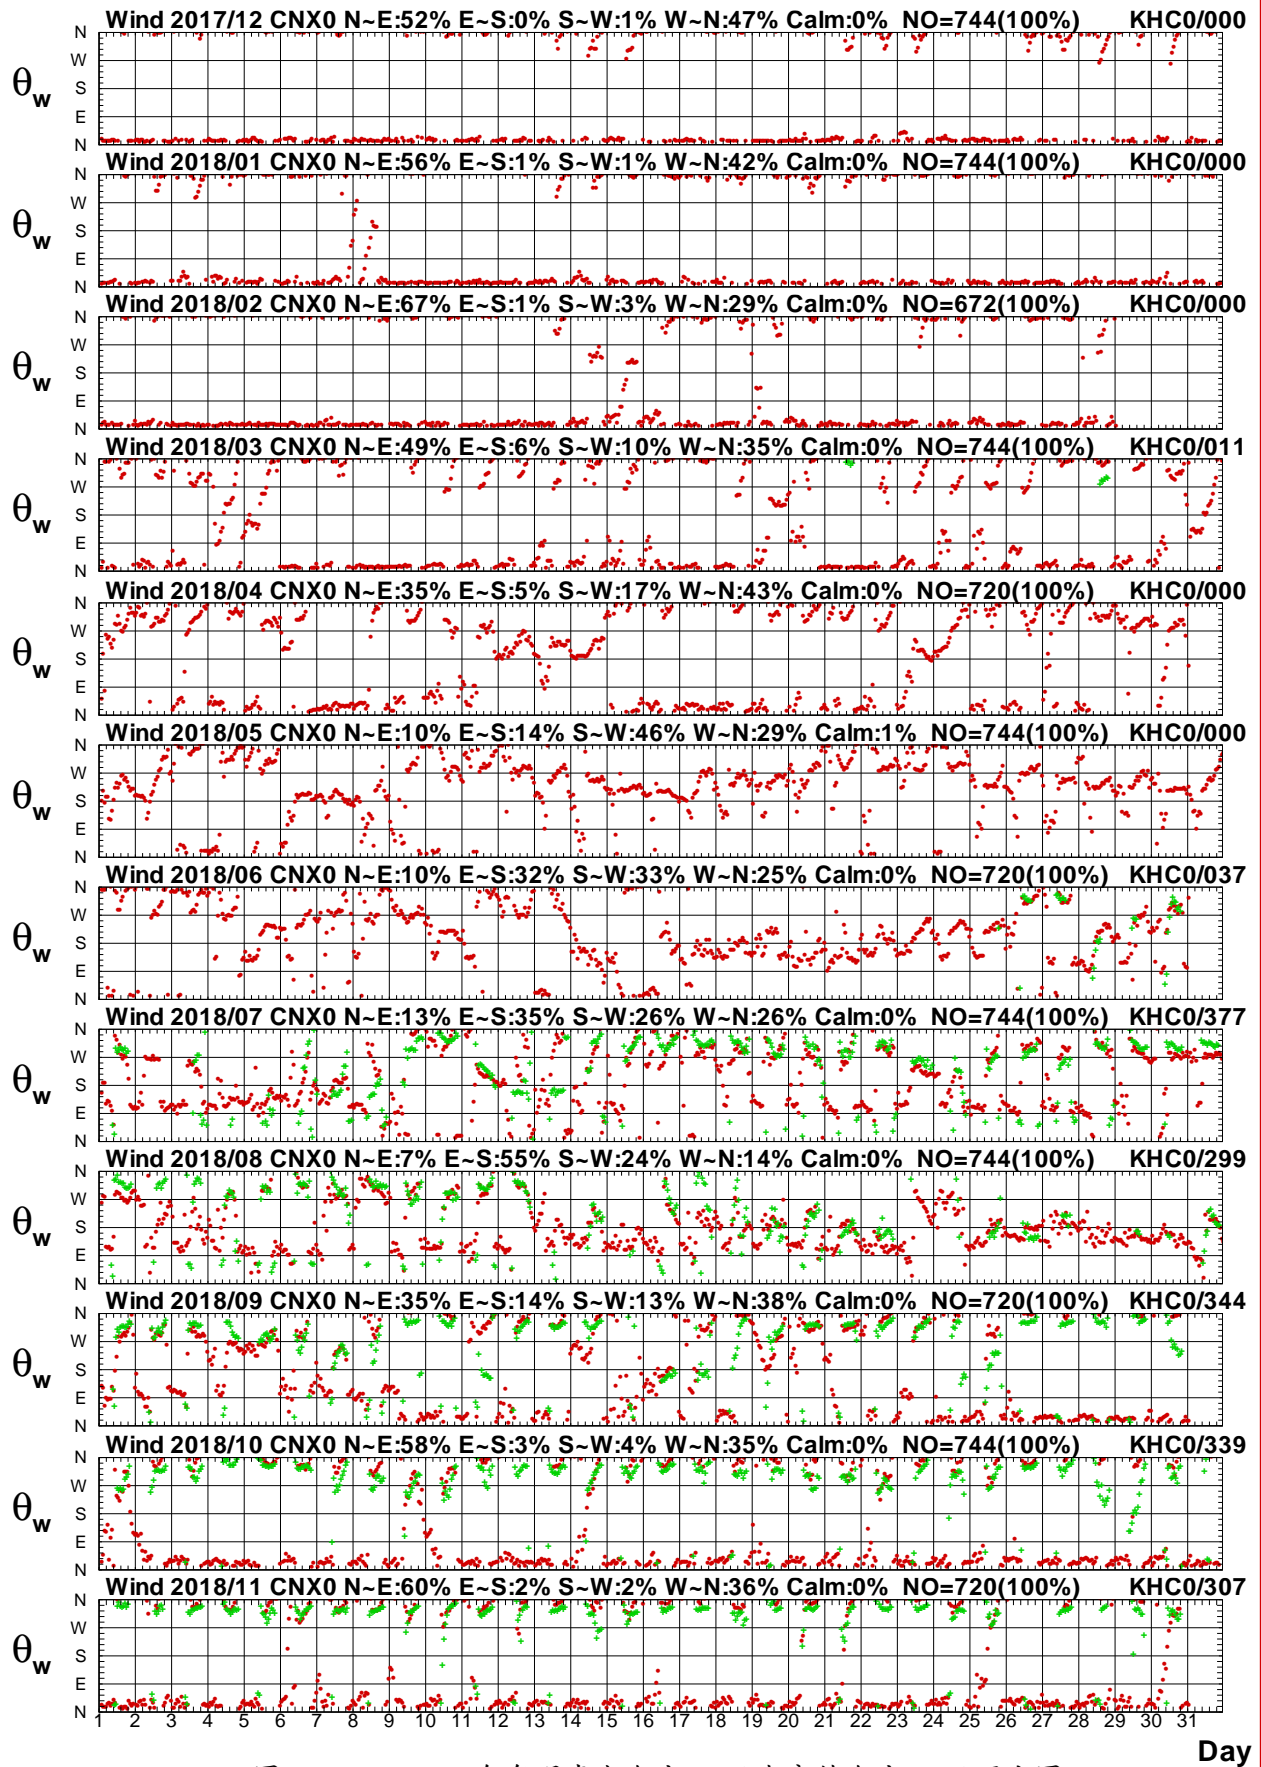 Wind 2017/12 CNX0 N~E:52% E~S:0% S~W:1% W~N:47% Calm:0% NO=744(100%) KHC0/000
N
W
θw
S
E
N
Wind 2018/01 CNX0 N~E:56% E~S:1% S~W:1% W~N:42% Calm:0% NO=744(100%) KHC0/000
N
W
θw
S
E
N
Wind 2018/02 CNX0 N~E:67% E~S:1% S~W:3% W~N:29% Calm:0% NO=672(100%) KHC0/000
N
W
θw
S
E
N
Wind 2018/03 CNX0 N~E:49% E~S:6% S~W:10% W~N:35% Calm:0% NO=744(100%) KHC0/011
N
W
θw
S
E
N
Wind 2018/04 CNX0 N~E:35% E~S:5% S~W:17% W~N:43% Calm:0% NO=720(100%) KHC0/000
N
W
θw
S
E
N
Wind 2018/05 CNX0 N~E:10% E~S:14% S~W:46% W~N:29% Calm:1% NO=744(100%) KHC0/000
N
W
θw
S
E
N
Wind 2018/06 CNX0 N~E:10% E~S:32% S~W:33% W~N:25% Calm:0% NO=720(100%) KHC0/037
N
W
θw
S
E
N
Wind 2018/07 CNX0 N~E:13% E~S:35% S~W:26% W~N:26% Calm:0% NO=744(100%) KHC0/377
N
W
θw
S
E
N
Wind 2018/08 CNX0 N~E:7% E~S:55% S~W:24% W~N:14% Calm:0% NO=744(100%) KHC0/299
N
W
θw
S
E
N
Wind 2018/09 CNX0 N~E:35% E~S:14% S~W:13% W~N:38% Calm:0% NO=720(100%) KHC0/344
N
W
θw
S
E
N
Wind 2018/10 CNX0 N~E:58% E~S:3% S~W:4% W~N:35% Calm:0% NO=744(100%) KHC0/339
N
W
θw
S
E
N
Wind 2018/11 CNX0 N~E:60% E~S:2% S~W:2% W~N:36% Calm:0% NO=720(100%) KHC0/307
N
W
θw
S
E
N
1 2 3 4 5 6 7 8 9 10 11 12 13 14 15 16 17 18 19 20 21 22 23 24 25 26 27 28 29 30 31
Day